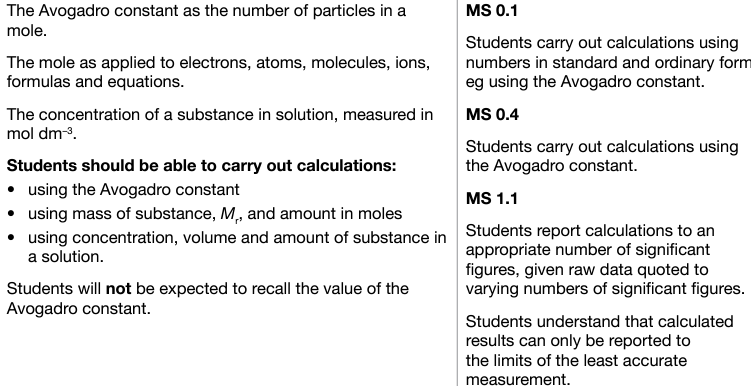 The Avogadro constant as the number of particles in a
mole.
The mole as applied to electrons, atoms, molecules, ions,
formulas and equations.
The concentration of a substance in solution, measured in
mol dm⁻³.
Students should be able to carry out calculations:
• using the Avogadro constant
• using mass of substance, Mᵣ, and amount in moles
• using concentration, volume and amount of substance in
a solution.
Students will not be expected to recall the value of the
Avogadro constant.
MS 0.1
Students carry out calculations using
numbers in standard and ordinary form
eg using the Avogadro constant.
MS 0.4
Students carry out calculations using
the Avogadro constant.
MS 1.1
Students report calculations to an
appropriate number of significant
figures, given raw data quoted to
varying numbers of significant figures.
Students understand that calculated
results can only be reported to
the limits of the least accurate
measurement.